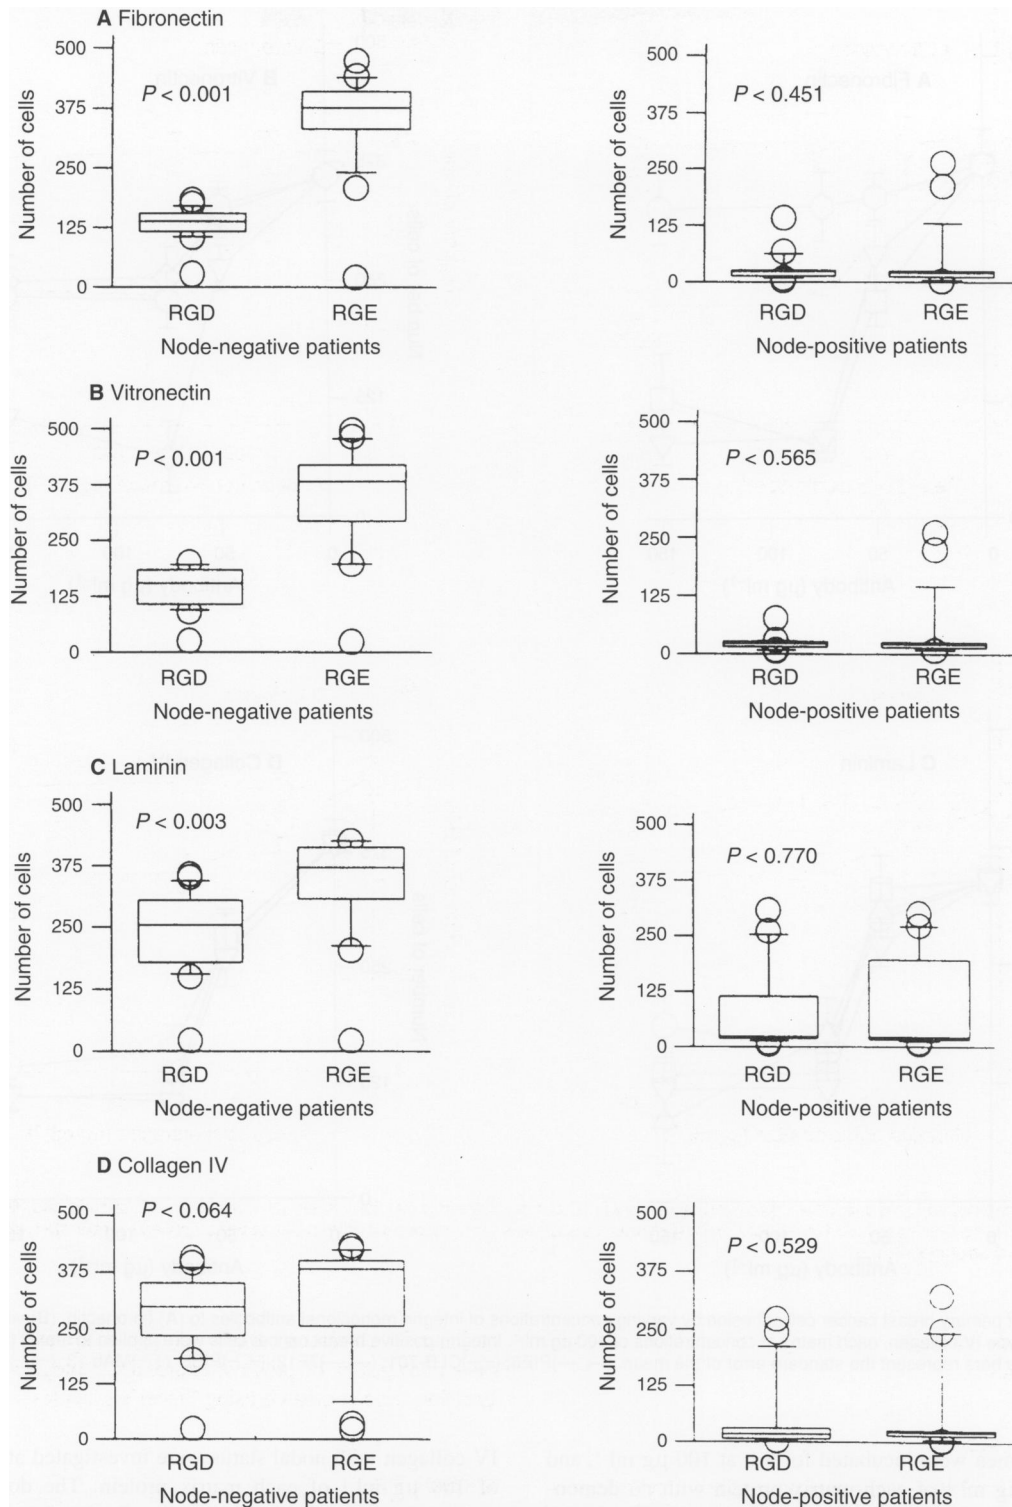 A Fibronectin
500
375
250
125
0
Number of cells
P < 0.001
RGD RGE
Node-negative patients
500
375
250
125
0
Number of cells
P < 0.451
RGD RGE
Node-positive patients
B Vitronectin
500
375
250
125
0
Number of cells
P < 0.001
RGD RGE
Node-negative patients
500
375
250
125
0
Number of cells
P < 0.565
RGD RGE
Node-positive patients
C Laminin
500
375
250
125
0
Number of cells
P < 0.003
RGD RGE
Node-negative patients
500
375
250
125
0
Number of cells
P < 0.770
RGD RGE
Node-positive patients
D Collagen IV
500
375
250
125
0
Number of cells
P < 0.064
RGD RGE
Node-negative patients
500
375
250
125
0
Number of cells
P < 0.529
RGD RGE
Node-positive patients